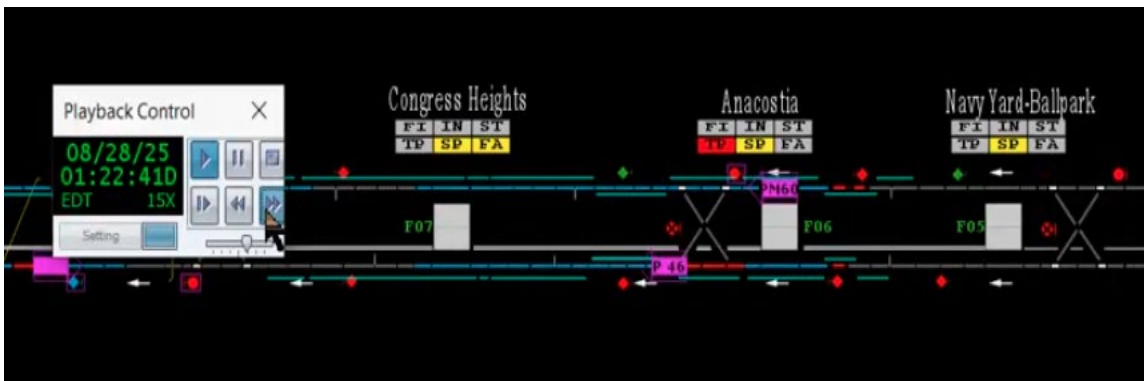 Playback Control
08/28/25
01:22:41D
EDT 15X
Setting
Congress Heights
FI IN ST
TP SP FA
Anacostia
FI IN ST
TP SP FA
Navy Yard-Ballpark
FI IN ST
TP SP FA
PM60
F07
F06
F05
P 46